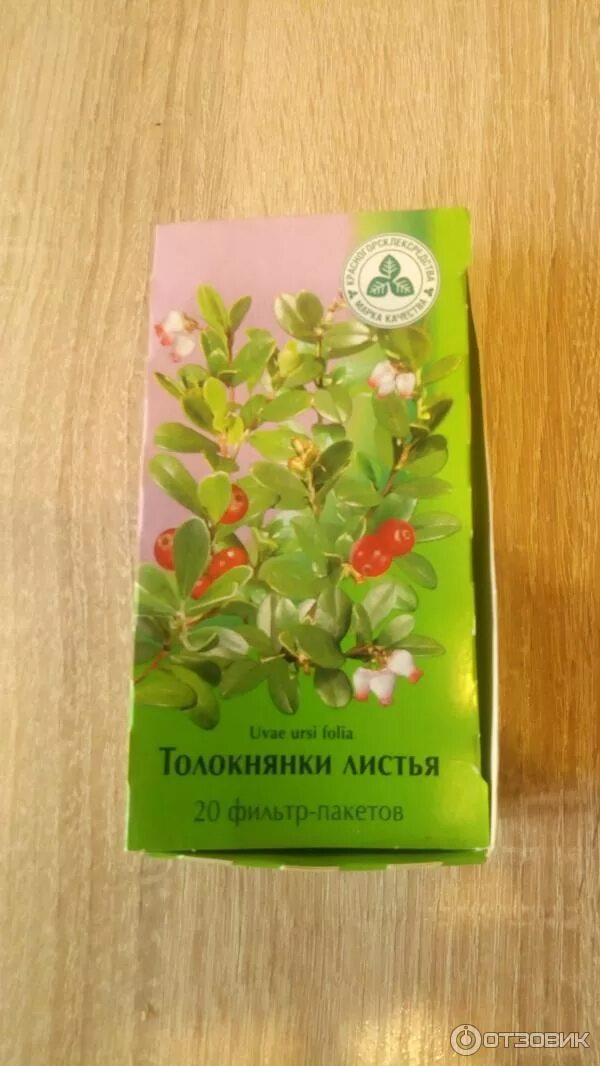 КРАСНОГОРСКЛЕКСРЕДСТВА
МАРКА КАЧЕСТВА
Uvae ursi folia
Толокнянки листья
20 фильтр-пакетов
ОТЗОВИК